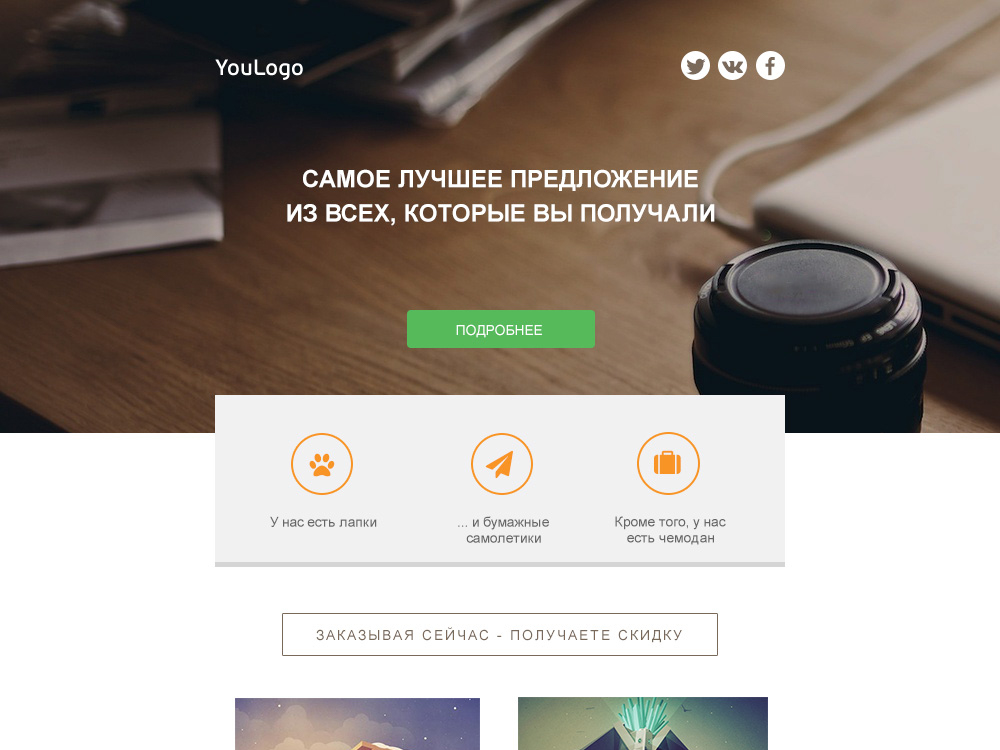 YouLogo
САМОЕ ЛУЧШЕЕ ПРЕДЛОЖЕНИЕ
ИЗ ВСЕХ, КОТОРЫЕ ВЫ ПОЛУЧАЛИ
ПОДРОБНЕЕ
У нас есть лапки
... и бумажные
самолетики
Кроме того, у нас
есть чемодан
ЗАКАЗЫВАЯ СЕЙЧАС - ПОЛУЧАЕТЕ СКИДКУ